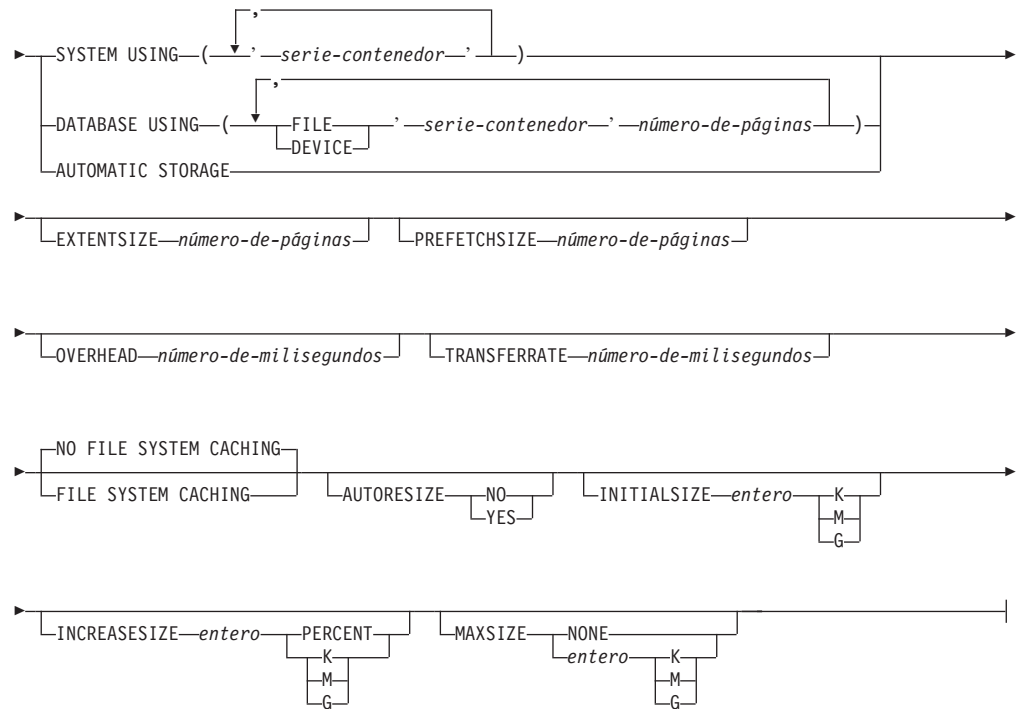 ,
SYSTEM USING ( ’ serie-contenedor ’ )
,
DATABASE USING ( FILE ’ serie-contenedor ’ número-de-páginas )
DEVICE
AUTOMATIC STORAGE
EXTENTSIZE número-de-páginas PREFETCHSIZE número-de-páginas
OVERHEAD número-de-milisegundos TRANSFERRATE número-de-milisegundos
NO FILE SYSTEM CACHING
FILE SYSTEM CACHING AUTORESIZE NO INITIALSIZE entero K
YES M
G
INCREASESIZE entero PERCENT MAXSIZE NONE
K entero K
M M
G G